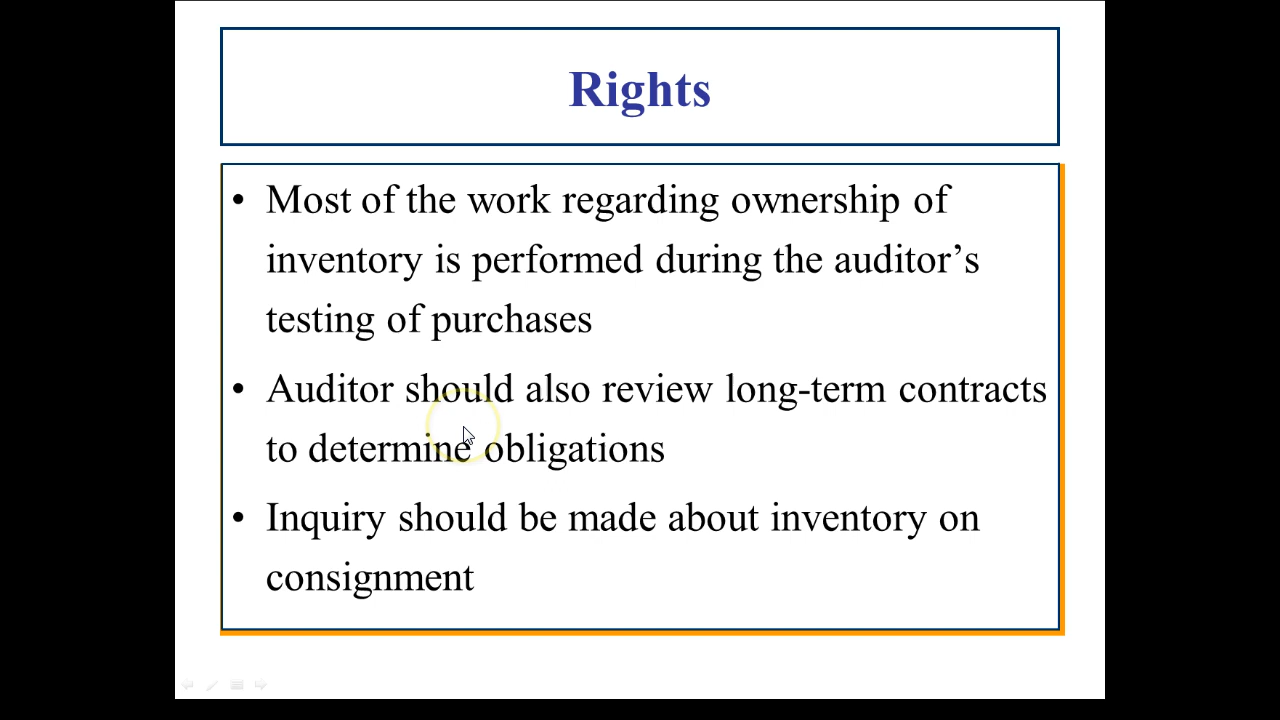 Rights
• Most of the work regarding ownership of
inventory is performed during the auditor’s
testing of purchases
• Auditor should also review long-term contracts
to determine obligations
• Inquiry should be made about inventory on
consignment